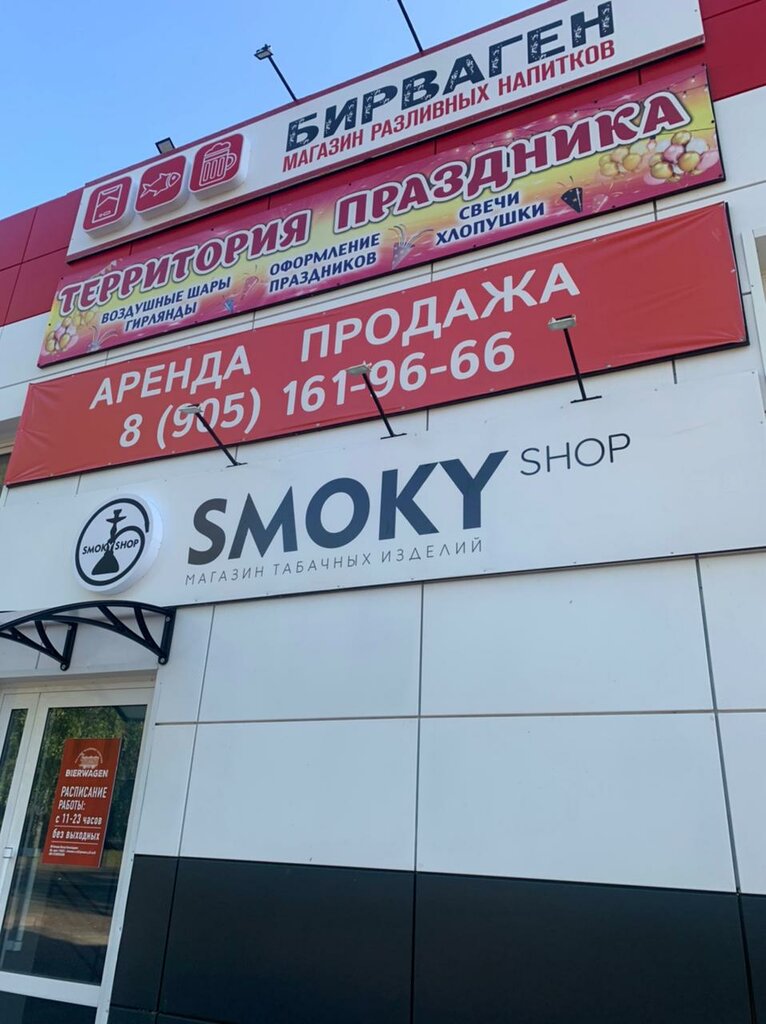 БИРВАГЕН
МАГАЗИН РАЗЛИВНЫХ НАПИТКОВ
ТЕРРИТОРИЯ ПРАЗДНИКА
ВОЗДУШНЫЕ ШАРЫ
ГИРЛЯНДЫ
ОФОРМЛЕНИЕ
ПРАЗДНИКОВ
СВЕЧИ
ХЛОПУШКИ
АРЕНДА ПРОДАЖА
8 (905) 161-96-66
SMOKY SHOP
SMOKY SHOP
МАГАЗИН ТАБАЧНЫХ ИЗДЕЛИЙ
BIERWAGEN
РАСПИСАНИЕ
РАБОТЫ:
с 11-23 часов
без выходных